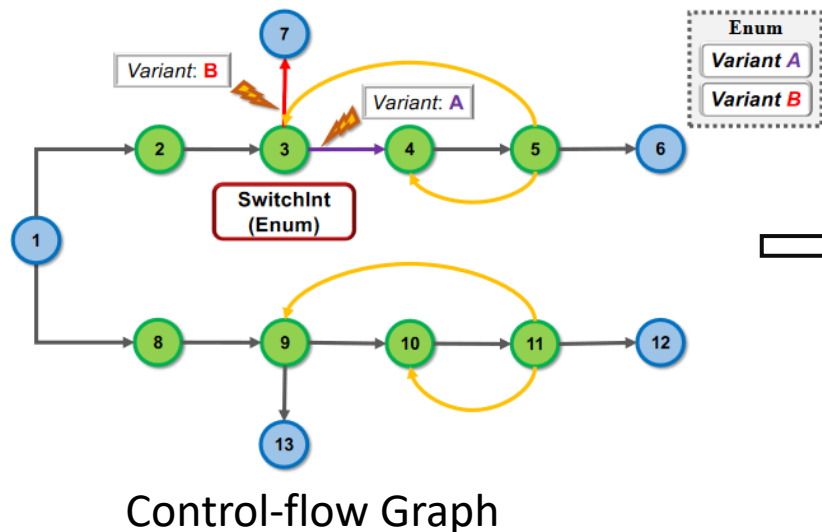 7
Enum
Variant A
Variant B
Variant: B
Variant: A
2
3
4
5
6
SwitchInt
(Enum)
1
8
9
10
11
12
13
Control-flow Graph